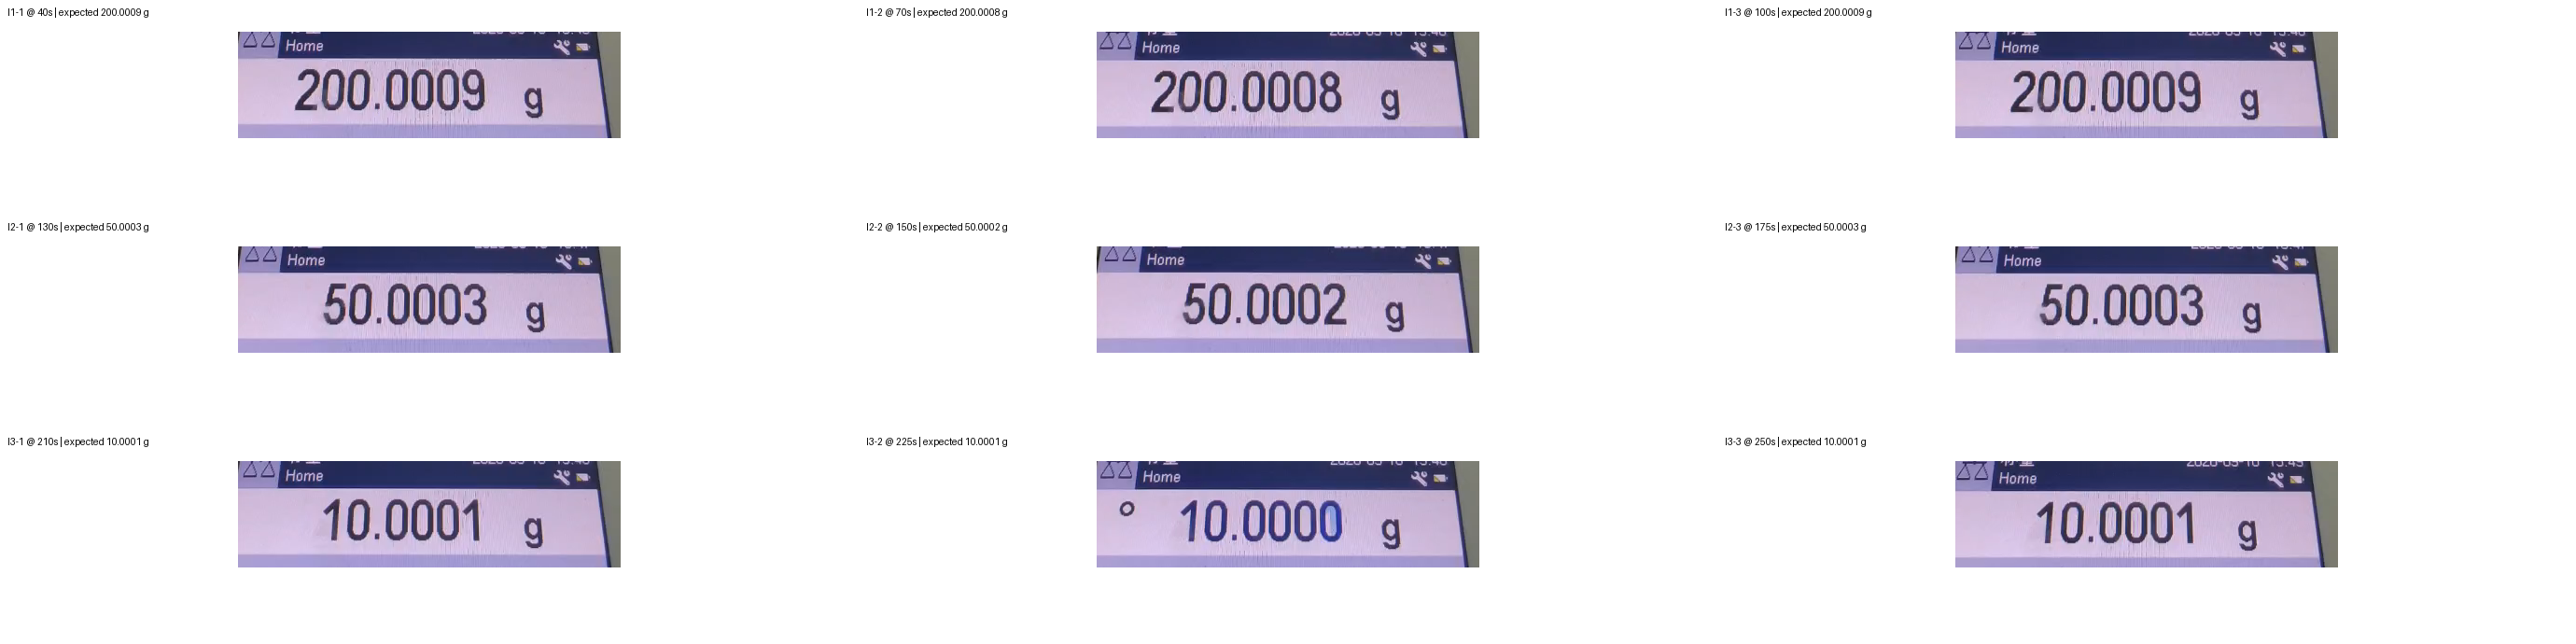 I1-1 @ 40s | expected 200.0009 g
Home
200.0009 g
I1-2 @ 70s | expected 200.0008 g
Home
200.0008 g
I1-3 @ 100s | expected 200.0009 g
Home
200.0009 g
I2-1 @ 130s | expected 50.0003 g
Home
50.0003 g
I2-2 @ 150s | expected 50.0002 g
Home
50.0002 g
I2-3 @ 175s | expected 50.0003 g
Home
50.0003 g
I3-1 @ 210s | expected 10.0001 g
Home
10.0001 g
I3-2 @ 225s | expected 10.0001 g
Home
10.0000 g
I3-3 @ 250s | expected 10.0001 g
Home
10.0001 g